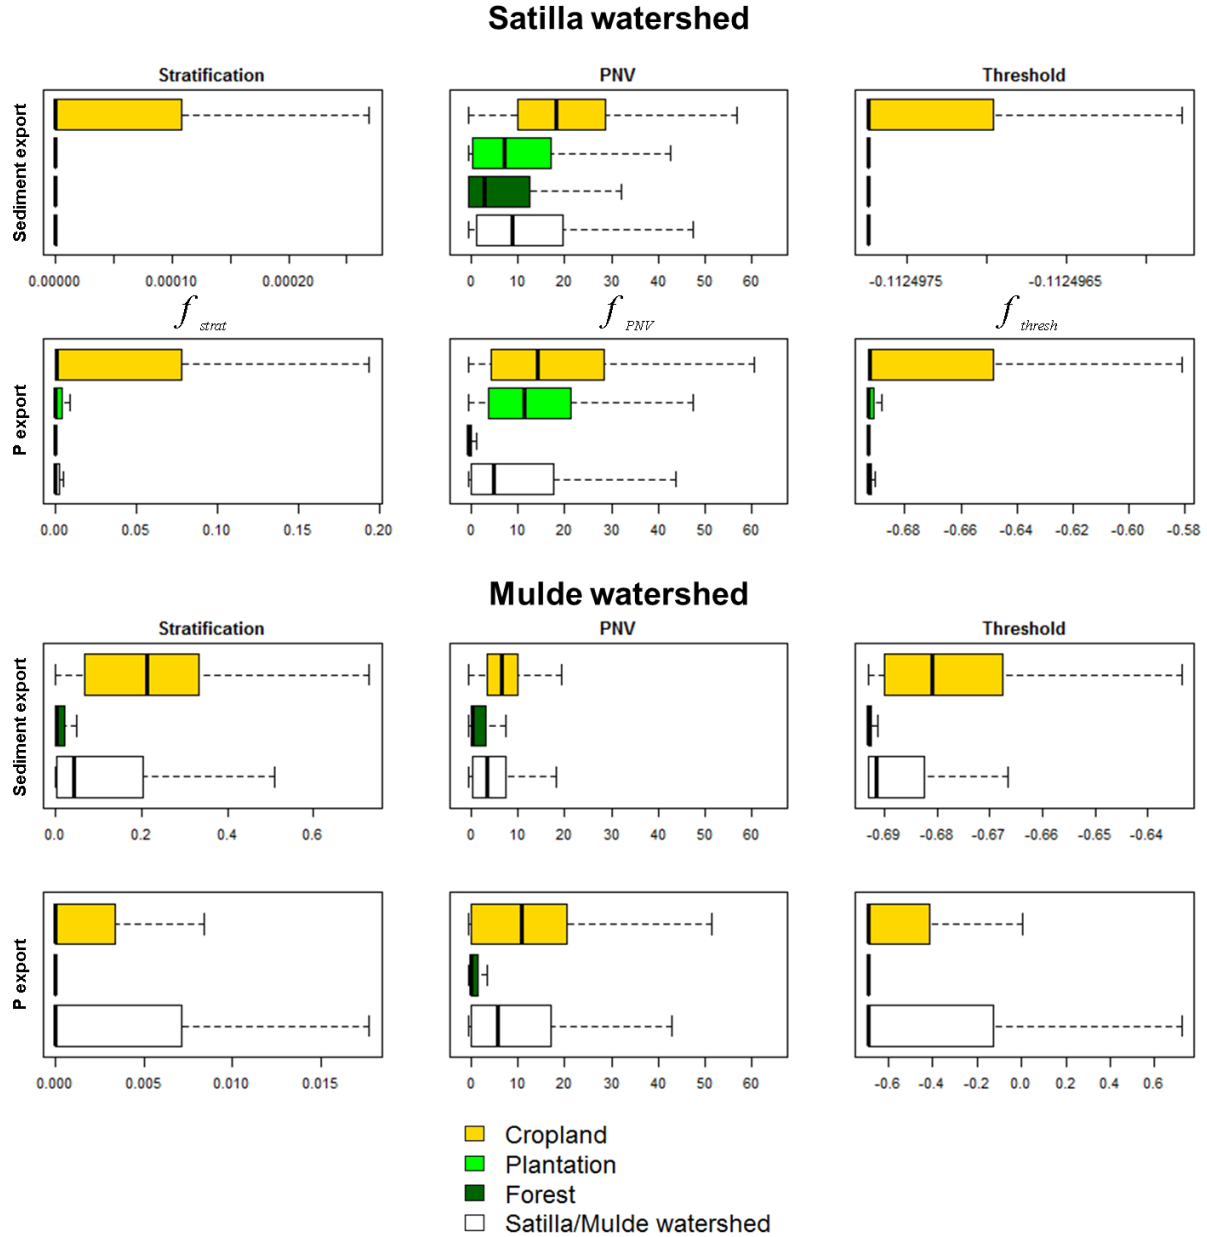 Satilla watershed
Stratification PNV Threshold
Sediment export
0.00000 0.00010 0.00020 0 10 20 30 40 50 60 -0.1124975 -0.1124965
f strat f PNV f thresh
P export
0.00 0.05 0.10 0.15 0.20 0 10 20 30 40 50 60 -0.68 -0.66 -0.64 -0.62 -0.60 -0.58
Mulde watershed
Stratification PNV Threshold
Sediment export
0.0 0.2 0.4 0.6 0 10 20 30 40 50 60 -0.69 -0.68 -0.67 -0.66 -0.65 -0.64
P export
0.000 0.005 0.010 0.015 0 10 20 30 40 50 60 -0.6 -0.4 -0.2 0.0 0.2 0.4 0.6
Cropland
Plantation
Forest
Satilla/Mulde watershed